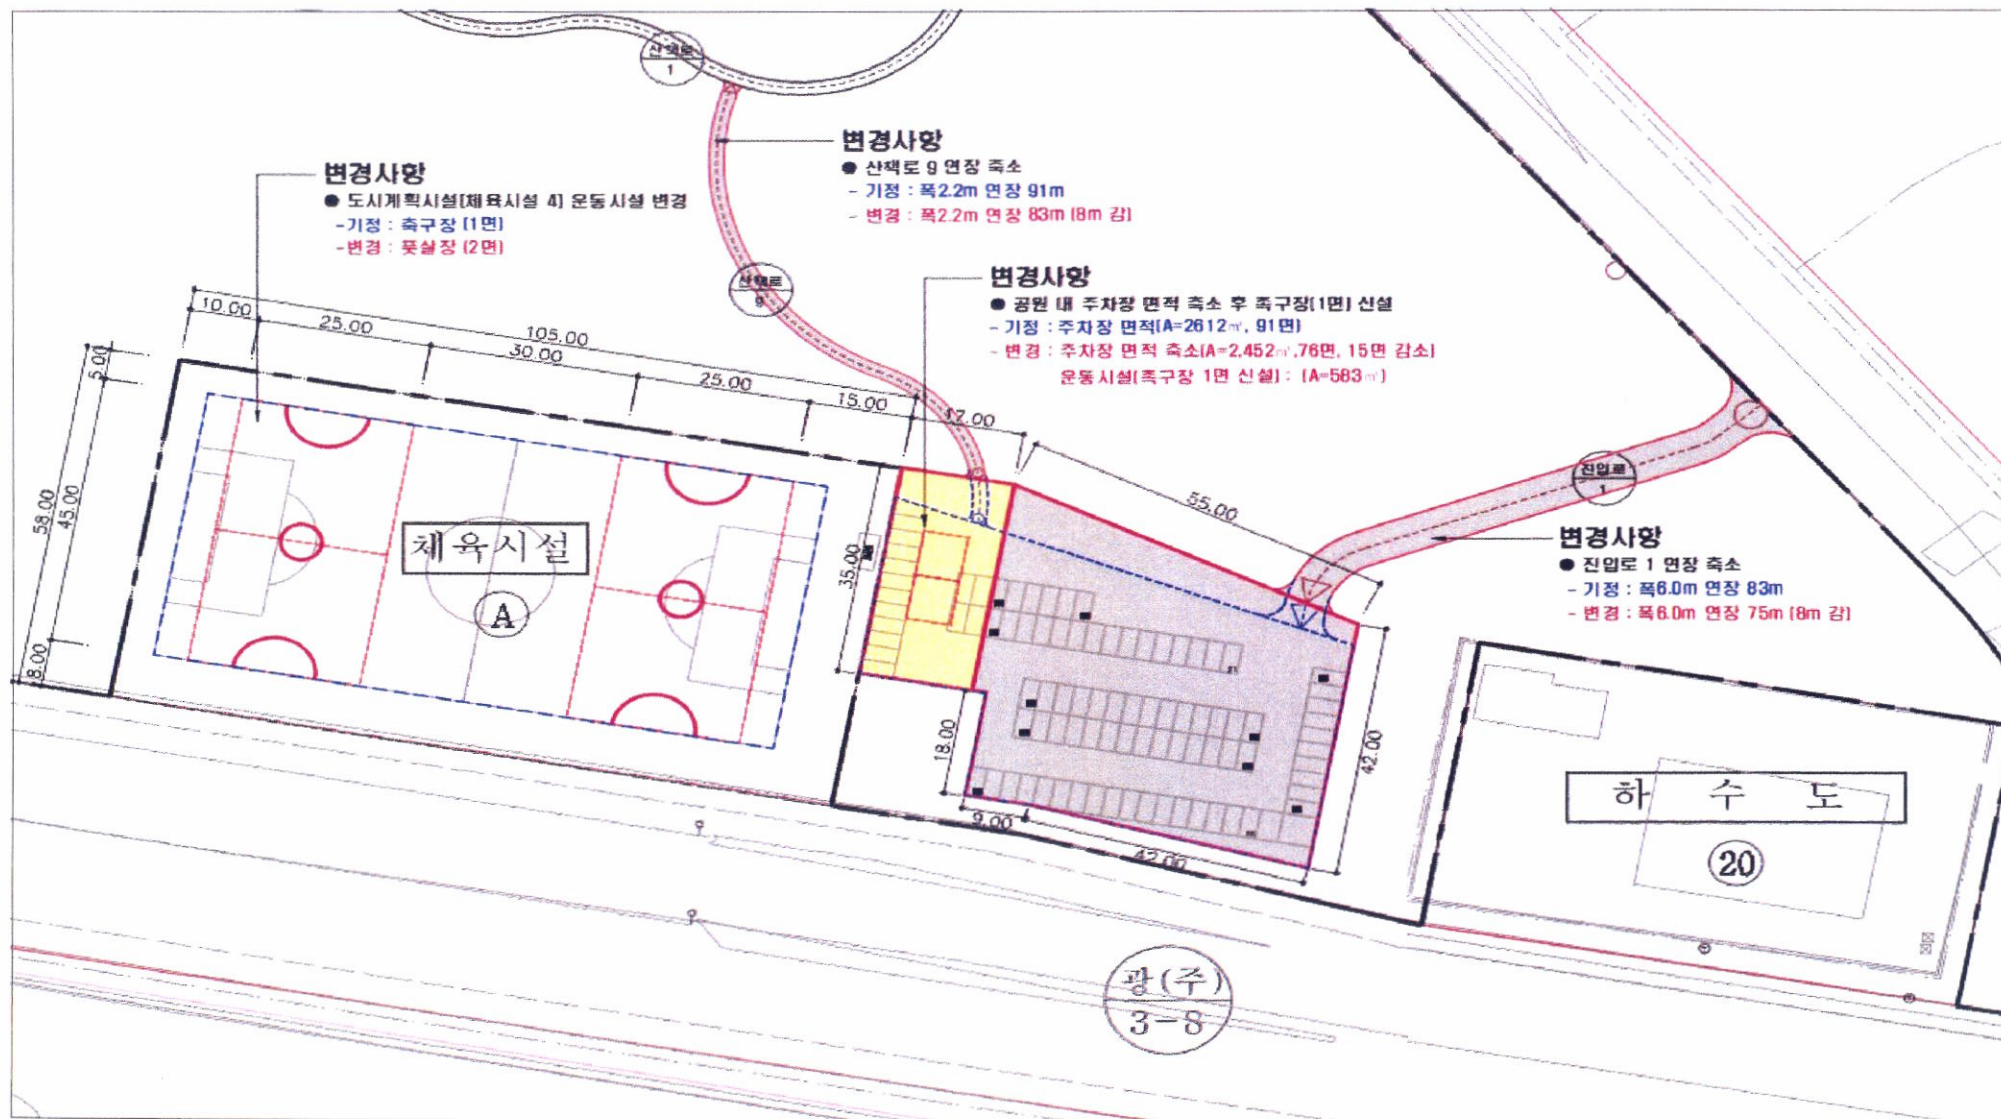 산책로
1
변경사항
● 산책로 9 연장 축소
- 기정 : 폭2.2m 연장 91m
- 변경 : 폭2.2m 연장 83m (8m 감)
변경사항
● 도시계획시설(체육시설 4) 운동시설 변경
-기정 : 축구장 (1면)
-변경 : 풋살장 (2면)
산책로
9
변경사항
● 공원 내 주차장 면적 축소 후 족구장(1면) 신설
- 기정 : 주차장 면적(A=2612㎡, 91면)
- 변경 : 주차장 면적 축소(A=2,452㎡,76면, 15면 감소)
운동시설(족구장 1면 신설) : (A=583㎡)
10.00
25.00
105.00
30.00
25.00
15.00
17.00
5.00
58.00
45.00
8.00
체육시설
A
35.00
55.00
진입로
1
변경사항
● 진입로 1 연장 축소
- 기정 : 폭6.0m 연장 83m
- 변경 : 폭6.0m 연장 75m (8m 감)
18.00
42.00
9.00
42.00
하 수 도
20
광(주)
3-8